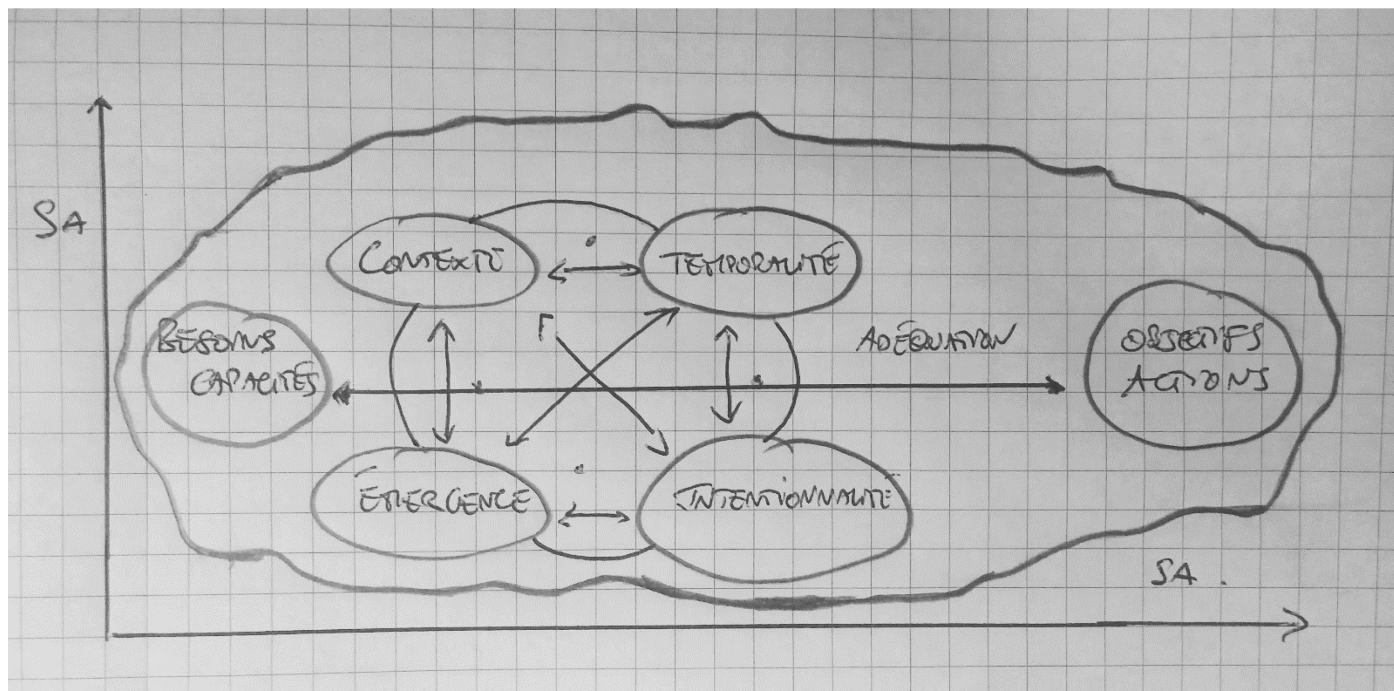 SA
CONTEXTE
TEMPORALITÉ
BESOINS
CAPACITÉS
ADÉQUATION
OBJECTIFS
ACTIONS
ÉMERGENCE
INTENTIONNALITÉ
SA.